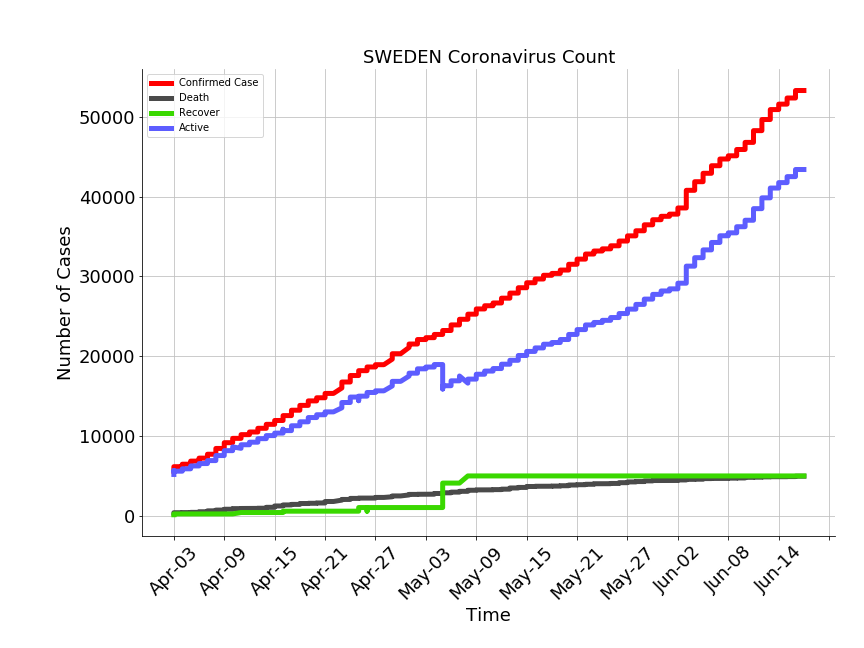 SWEDEN Coronavirus Count
Confirmed Case
Death
Recover
Active
50000
40000
30000
20000
10000
0
Number of Cases
Apr-03 Apr-09 Apr-15 Apr-21 Apr-27 May-03 May-09 May-15 May-21 May-27 Jun-02 Jun-08 Jun-14
Time